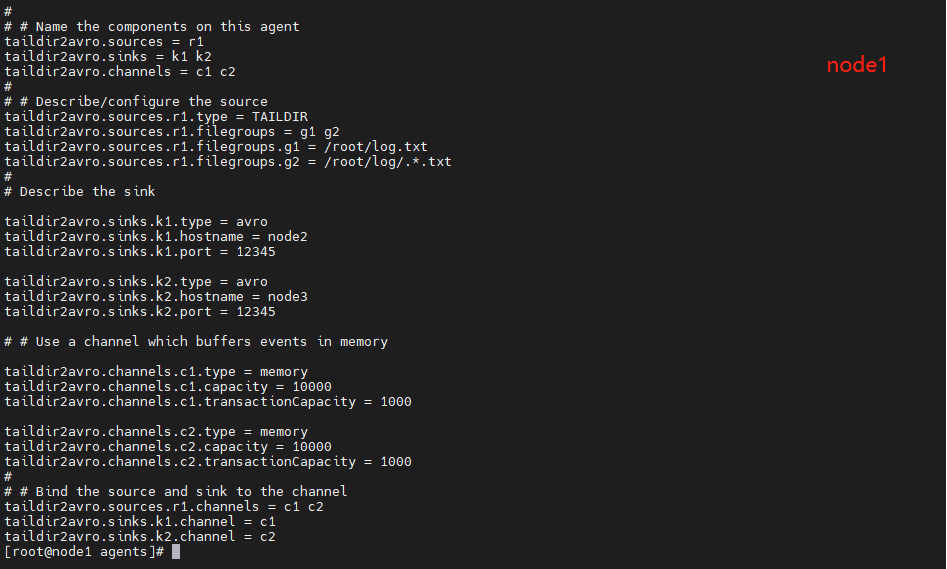 #
# # Name the components on this agent
taildir2avro.sources = r1
taildir2avro.sinks = k1 k2
taildir2avro.channels = c1 c2
node1
#
# # Describe/configure the source
taildir2avro.sources.r1.type = TAILDIR
taildir2avro.sources.r1.filegroups = g1 g2
taildir2avro.sources.r1.filegroups.g1 = /root/log.txt
taildir2avro.sources.r1.filegroups.g2 = /root/log/.*.txt
#
# Describe the sink
taildir2avro.sinks.k1.type = avro
taildir2avro.sinks.k1.hostname = node2
taildir2avro.sinks.k1.port = 12345
taildir2avro.sinks.k2.type = avro
taildir2avro.sinks.k2.hostname = node3
taildir2avro.sinks.k2.port = 12345
# # Use a channel which buffers events in memory
taildir2avro.channels.c1.type = memory
taildir2avro.channels.c1.capacity = 10000
taildir2avro.channels.c1.transactionCapacity = 1000
taildir2avro.channels.c2.type = memory
taildir2avro.channels.c2.capacity = 10000
taildir2avro.channels.c2.transactionCapacity = 1000
#
# # Bind the source and sink to the channel
taildir2avro.sources.r1.channels = c1 c2
taildir2avro.sinks.k1.channel = c1
taildir2avro.sinks.k2.channel = c2
[root@node1 agents]#